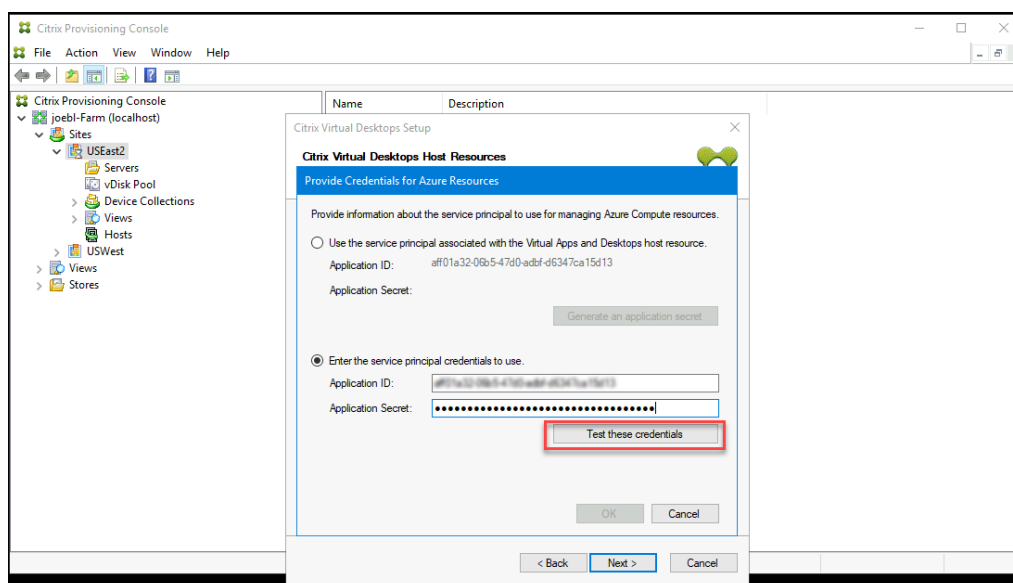 Citrix Provisioning Console
File Action View Window Help
Citrix Provisioning Console
joebl-Farm (localhost)
Sites
USEast2
Servers
vDisk Pool
Device Collections
Views
Hosts
USWest
Views
Stores
Name Description
Citrix Virtual Desktops Setup
Citrix Virtual Desktops Host Resources
Provide Credentials for Azure Resources
Provide information about the service principal to use for managing Azure Compute resources.
Use the service principal associated with the Virtual Apps and Desktops host resource.
Application ID: aff01a32-06b5-47d0-adbf-d6347ca15d13
Application Secret:
Generate an application secret
Enter the service principal credentials to use.
Application ID:
Application Secret:
Test these credentials
OK Cancel
< Back Next > Cancel